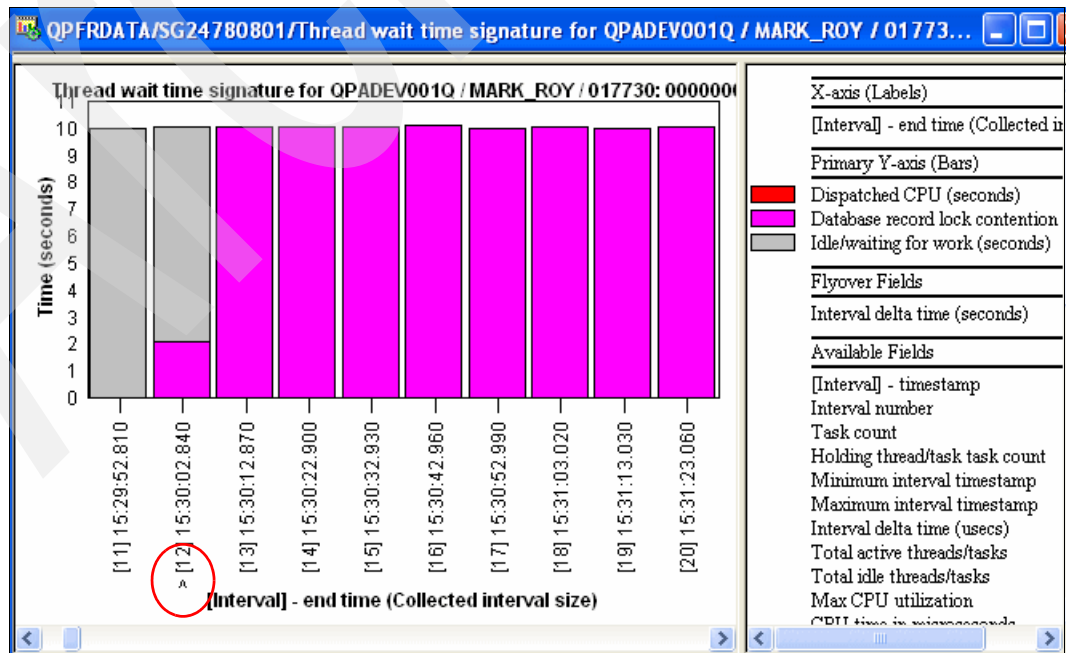 QPFRDATA/SG24780801/Thread wait time signature for QPADEV001Q / MARK_ROY / 01773...
Thread wait time signature for QPADEV001Q / MARK_ROY / 017730: 0000000
Time (seconds)
11
10
9
8
7
6
5
4
3
2
1
0
[11] 15:29:52.810
[12] 15:30:02.840
[13] 15:30:12.870
[14] 15:30:22.900
[15] 15:30:32.930
[16] 15:30:42.960
[17] 15:30:52.990
[18] 15:31:03.020
[19] 15:31:13.030
[20] 15:31:23.060
^
[Interval] - end time (Collected interval size)
X-axis (Labels)
[Interval] - end time (Collected in
Primary Y-axis (Bars)
Dispatched CPU (seconds)
Database record lock contention
Idle/waiting for work (seconds)
Flyover Fields
Interval delta time (seconds)
Available Fields
[Interval] - timestamp
Interval number
Task count
Holding thread/task task count
Minimum interval timestamp
Maximum interval timestamp
Interval delta time (usecs)
Total active threads/tasks
Total idle threads/tasks
Max CPU utilization
CPU time in microseconds